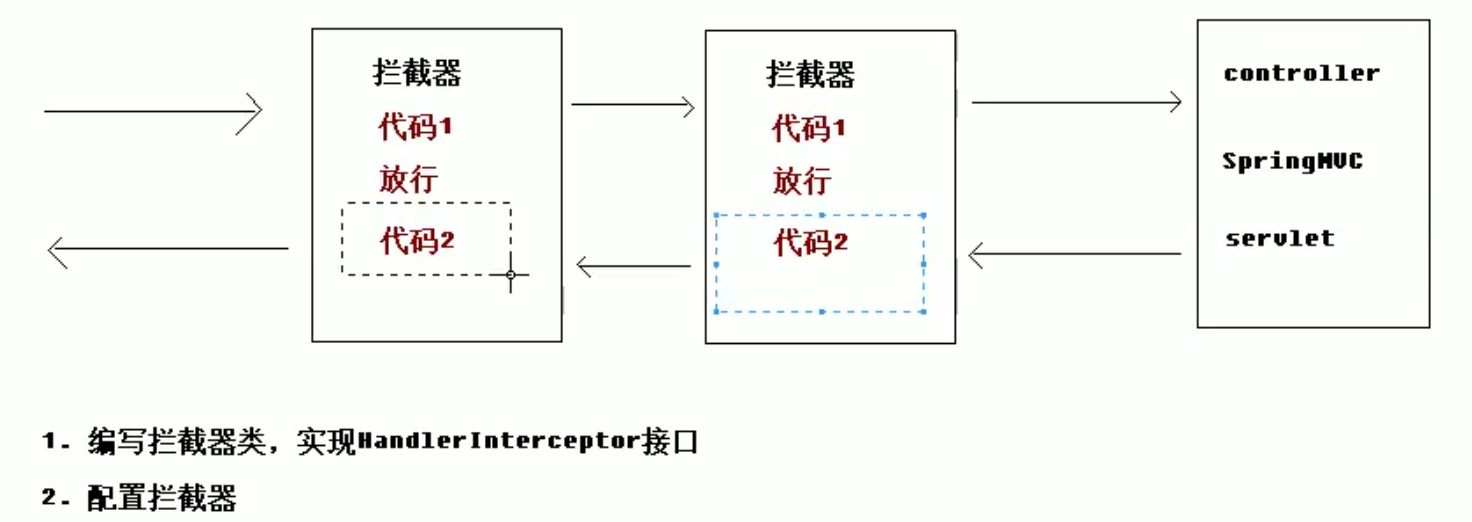 拦截器
代码1
放行
代码2
拦截器
代码1
放行
代码2
controller
SpringMVC
servlet
1. 编写拦截器类，实现HandlerInterceptor接口
2. 配置拦截器